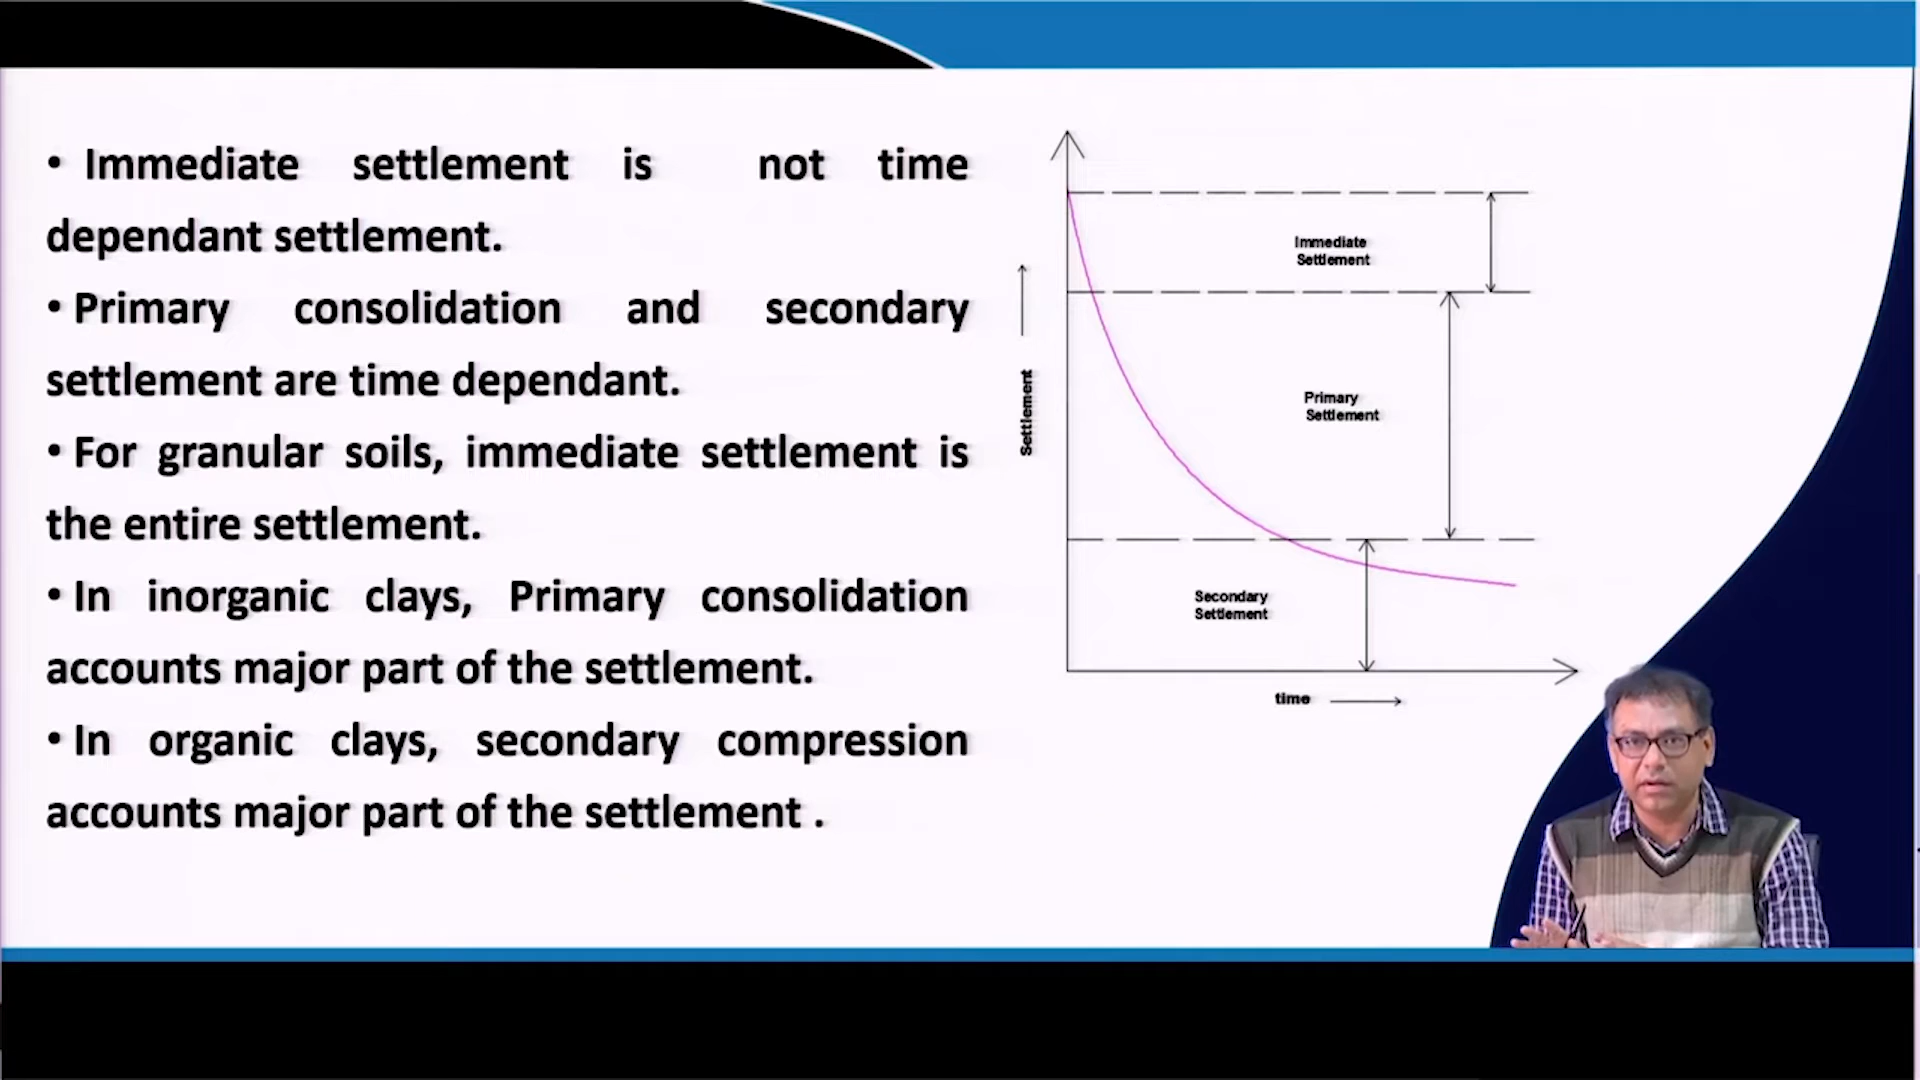 • Immediate settlement is not time
dependant settlement.
• Primary consolidation and secondary
settlement are time dependant.
• For granular soils, immediate settlement is
the entire settlement.
• In inorganic clays, Primary consolidation
accounts major part of the settlement.
• In organic clays, secondary compression
accounts major part of the settlement .
Settlement
Immediate
Settlement
Primary
Settlement
Secondary
Settlement
time